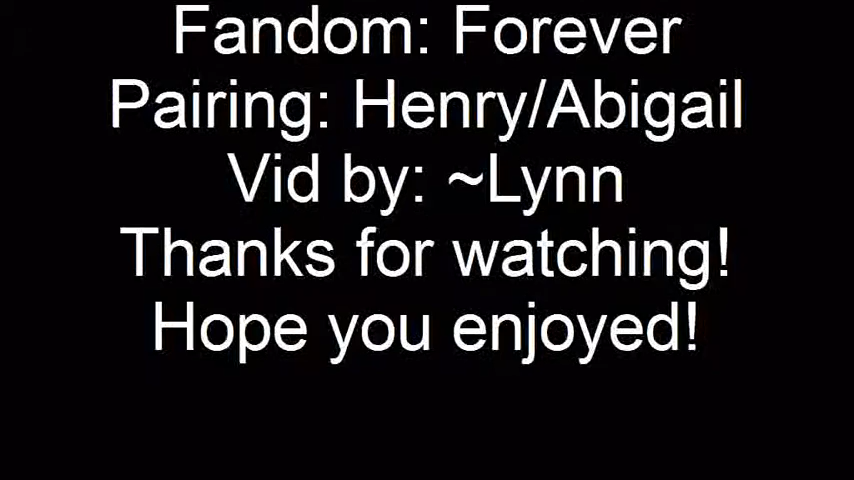 Fandom: Forever
Pairing: Henry/Abigail
Vid by: ~Lynn
Thanks for watching!
Hope you enjoyed!